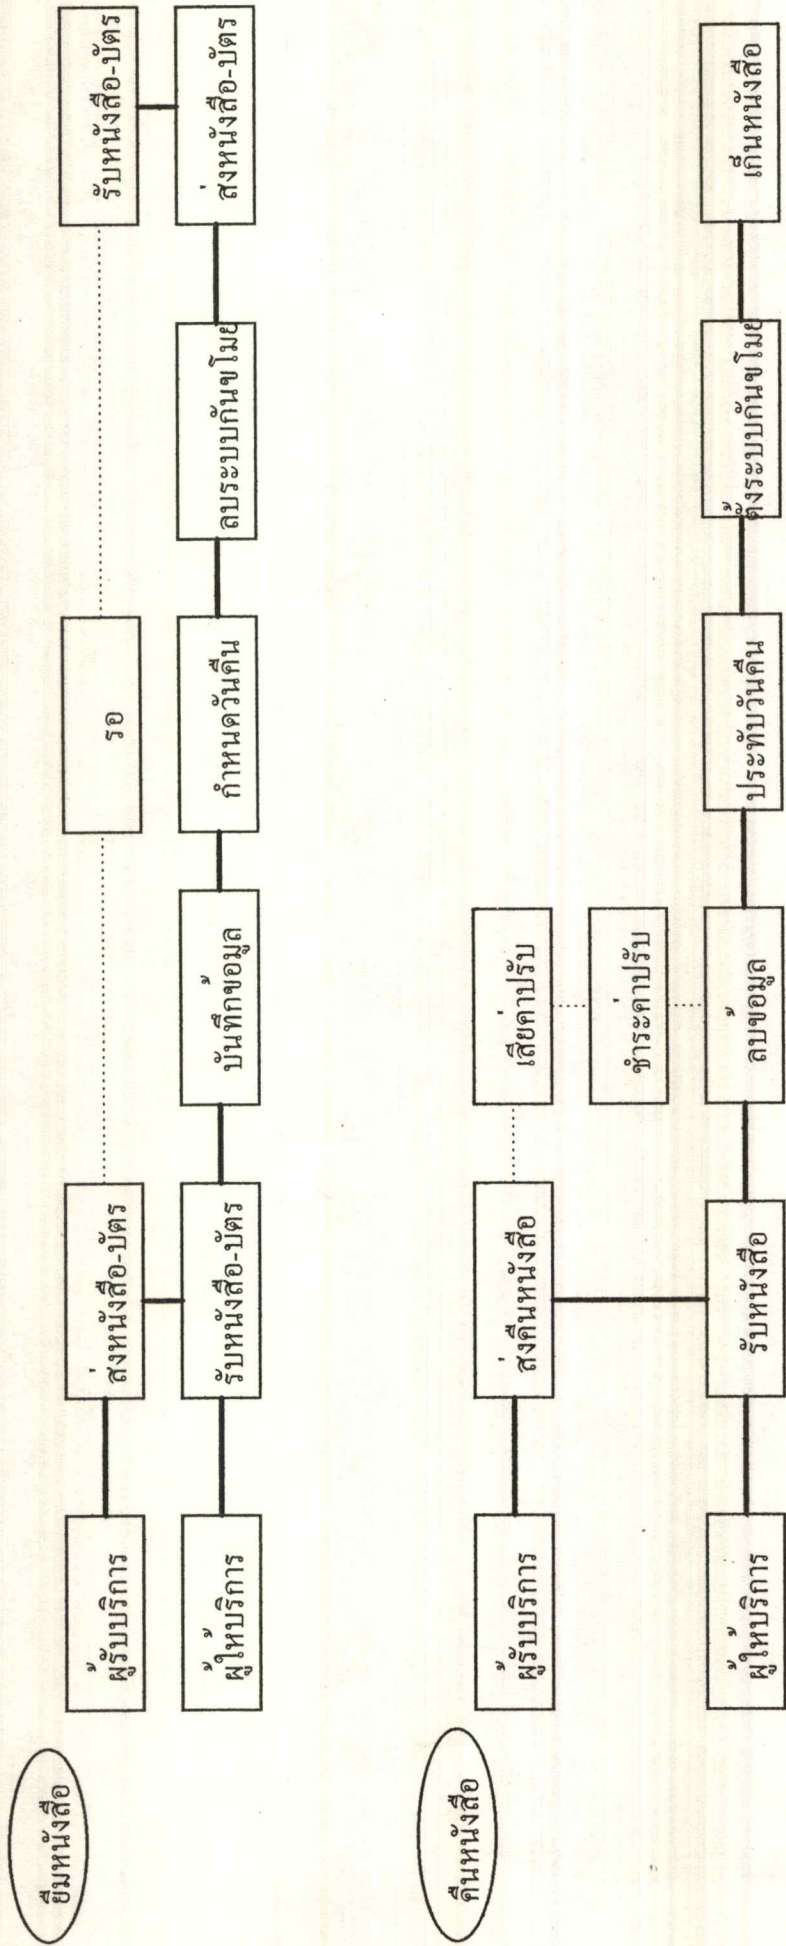 ยืมหนังสือ
ผู้รับบริการ
ส่งหนังสือ-บัตร
รอ
รับหนังสือ-บัตร
ผู้ให้บริการ
รับหนังสือ-บัตร
บันทึกข้อมูล
กำหนดวันคืน
ลบระบบกันขโมย
ส่งหนังสือ-บัตร
คืนหนังสือ
ผู้รับบริการ
ส่งคืนหนังสือ
เสียค่าปรับ
ชำระค่าปรับ
ผู้ให้บริการ
รับหนังสือ
ลบข้อมูล
ประทับวันคืน
ตั้งระบบกันขโมย
เก็บหนังสือ